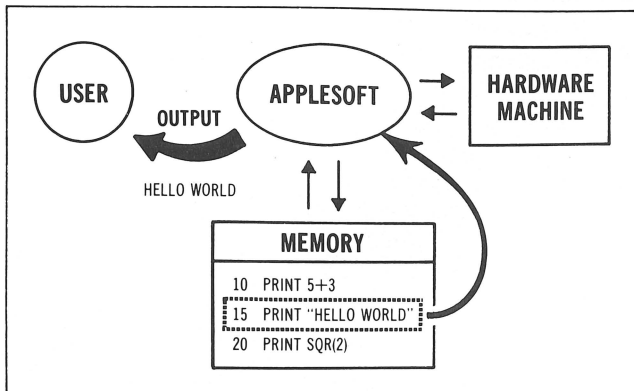 USER
OUTPUT
HELLO WORLD
APPLESOFT
HARDWARE
MACHINE
MEMORY
10 PRINT 5+3
15 PRINT "HELLO WORLD"
20 PRINT SQR(2)